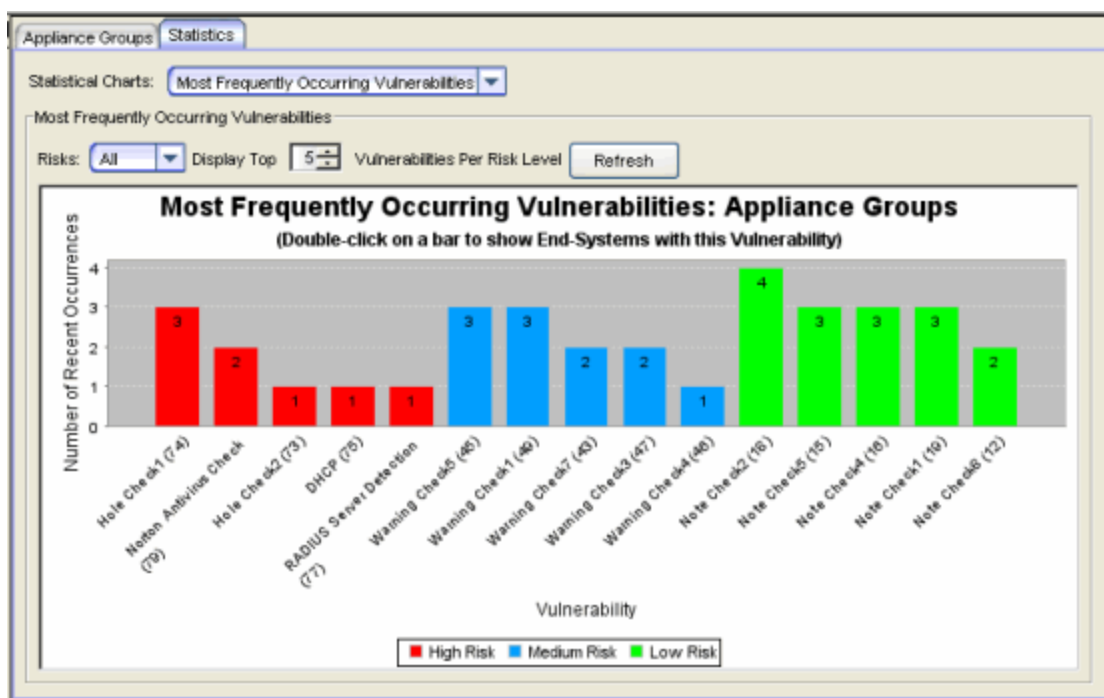 Appliance Groups Statistics
Statistical Charts: Most Frequently Occurring Vulnerabilities
Most Frequently Occurring Vulnerabilities
Risks: All Display Top 5 Vulnerabilities Per Risk Level Refresh
Most Frequently Occurring Vulnerabilities: Appliance Groups
(Double-click on a bar to show End-Systems with this Vulnerability)
Number of Recent Occurrences
4
3
2
1
0
3 2 1 1 1 3 3 2 2 1 4 3 3 3 2
Hole Check1 (74)
Norton Antivirus Check
(79)
Hole Check2 (73)
DHCP (75)
RADIUS Server Detection
(77)
Warning Check5 (45)
Warning Check1 (49)
Warning Check7 (43)
Warning Check3 (47)
Warning Check4 (46)
Note Check2 (18)
Note Check5 (15)
Note Check4 (16)
Note Check1 (19)
Note Check8 (12)
Vulnerability
High Risk Medium Risk Low Risk